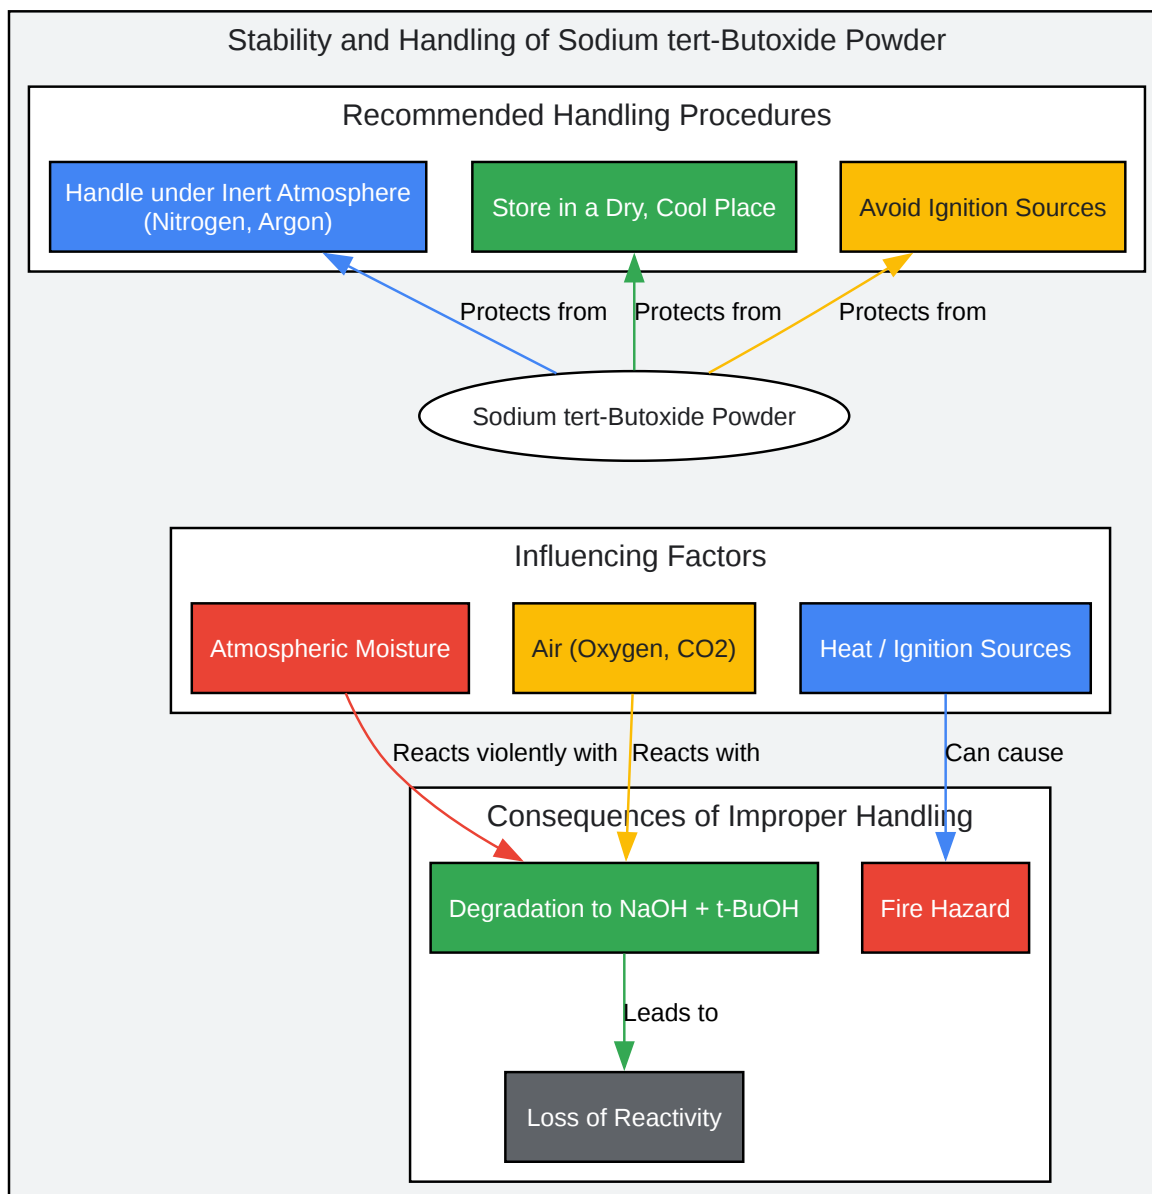 Stability and Handling of Sodium tert-Butoxide Powder
Recommended Handling Procedures
Handle under Inert Atmosphere
(Nitrogen, Argon)
Store in a Dry, Cool Place
Avoid Ignition Sources
Protects from
Protects from
Protects from
Sodium tert-Butoxide Powder
Influencing Factors
Atmospheric Moisture
Air (Oxygen, CO2)
Heat / Ignition Sources
Reacts violently with
Reacts with
Can cause
Consequences of Improper Handling
Degradation to NaOH + t-BuOH
Fire Hazard
Leads to
Loss of Reactivity